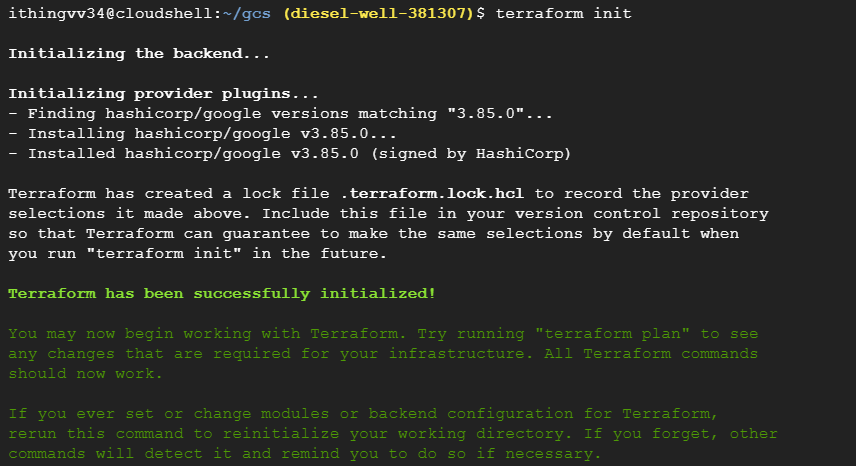 ithingvv34@cloudshell:~/gcs (diesel-well-381307)$ terraform init
Initializing the backend...
Initializing provider plugins...
- Finding hashicorp/google versions matching "3.85.0"...
- Installing hashicorp/google v3.85.0...
- Installed hashicorp/google v3.85.0 (signed by HashiCorp)
Terraform has created a lock file .terraform.lock.hcl to record the provider
selections it made above. Include this file in your version control repository
so that Terraform can guarantee to make the same selections by default when
you run "terraform init" in the future.
Terraform has been successfully initialized!
You may now begin working with Terraform. Try running "terraform plan" to see
any changes that are required for your infrastructure. All Terraform commands
should now work.
If you ever set or change modules or backend configuration for Terraform,
rerun this command to reinitialize your working directory. If you forget, other
commands will detect it and remind you to do so if necessary.